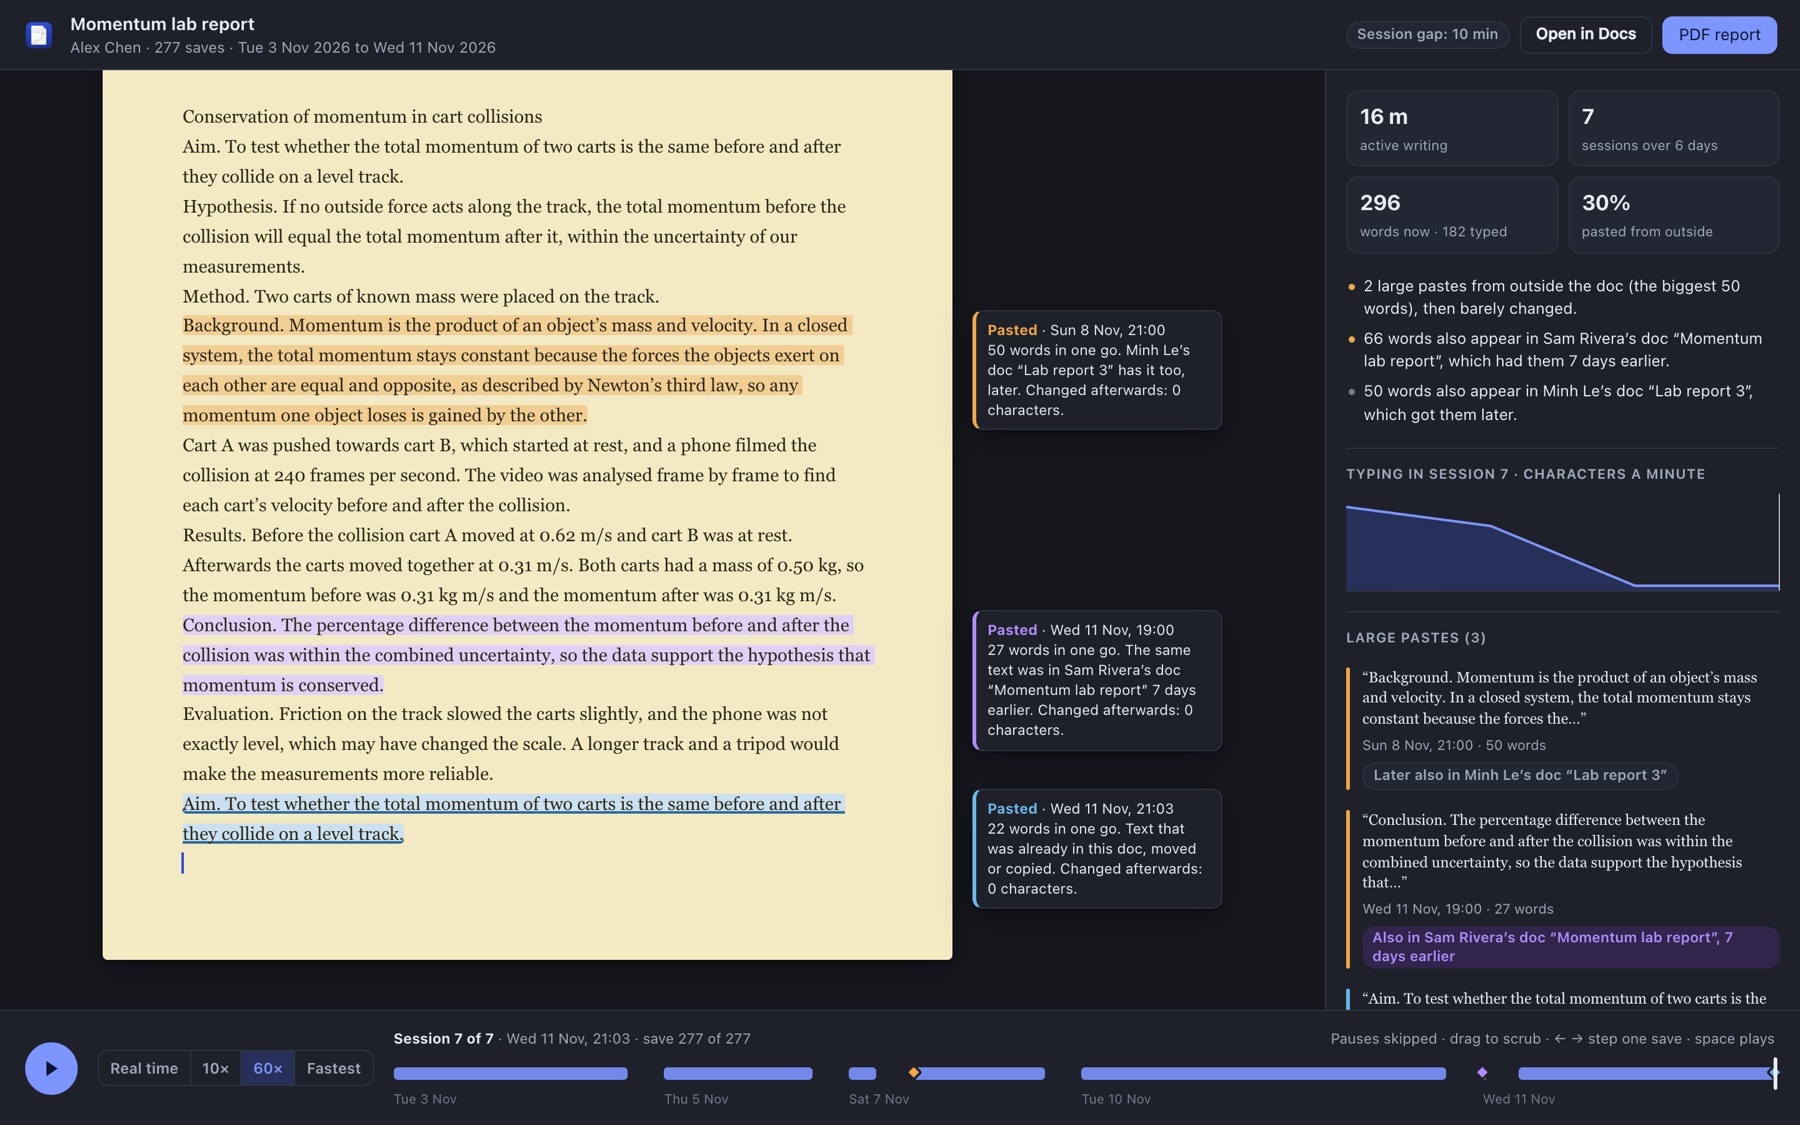 Momentum lab report
Alex Chen · 277 saves · Tue 3 Nov 2026 to Wed 11 Nov 2026
Session gap: 10 min
Open in Docs
PDF report
Conservation of momentum in cart collisions
Aim. To test whether the total momentum of two carts is the same before and after
they collide on a level track.
Hypothesis. If no outside force acts along the track, the total momentum before the
collision will equal the total momentum after it, within the uncertainty of our
measurements.
Method. Two carts of known mass were placed on the track.
Background. Momentum is the product of an object’s mass and velocity. In a closed
system, the total momentum stays constant because the forces the objects exert on
each other are equal and opposite, as described by Newton’s third law, so any
momentum one object loses is gained by the other.
Cart A was pushed towards cart B, which started at rest, and a phone filmed the
collision at 240 frames per second. The video was analysed frame by frame to find
each cart’s velocity before and after the collision.
Results. Before the collision cart A moved at 0.62 m/s and cart B was at rest.
Afterwards the carts moved together at 0.31 m/s. Both carts had a mass of 0.50 kg, so
the momentum before was 0.31 kg m/s and the momentum after was 0.31 kg m/s.
Conclusion. The percentage difference between the momentum before and after the
collision was within the combined uncertainty, so the data support the hypothesis that
momentum is conserved.
Evaluation. Friction on the track slowed the carts slightly, and the phone was not
exactly level, which may have changed the scale. A longer track and a tripod would
make the measurements more reliable.
Aim. To test whether the total momentum of two carts is the same before and after
they collide on a level track.
Pasted · Sun 8 Nov, 21:00
50 words in one go. Minh Le’s
doc “Lab report 3” has it too,
later. Changed afterwards: 0
characters.
Pasted · Wed 11 Nov, 19:00
27 words in one go. The same
text was in Sam Rivera’s doc
“Momentum lab report” 7 days
earlier. Changed afterwards: 0
characters.
Pasted · Wed 11 Nov, 21:03
22 words in one go. Text that
was already in this doc, moved
or copied. Changed afterwards:
0 characters.
16 m
active writing
7
sessions over 6 days
296
words now · 182 typed
30%
pasted from outside
2 large pastes from outside the doc (the biggest 50
words), then barely changed.
66 words also appear in Sam Rivera’s doc “Momentum
lab report”, which had them 7 days earlier.
50 words also appear in Minh Le’s doc “Lab report 3”,
which got them later.
TYPING IN SESSION 7 · CHARACTERS A MINUTE
LARGE PASTES (3)
“Background. Momentum is the product of an object’s mass
and velocity. In a closed system, the total momentum stays
constant because the forces the…”
Sun 8 Nov, 21:00 · 50 words
Later also in Minh Le’s doc “Lab report 3”
“Conclusion. The percentage difference between the
momentum before and after the collision was within the
combined uncertainty, so the data support the hypothesis
that…”
Wed 11 Nov, 19:00 · 27 words
Also in Sam Rivera’s doc “Momentum lab report”, 7
days earlier
“Aim. To test whether the total momentum of two carts is the
Real time
10×
60×
Fastest
Session 7 of 7 · Wed 11 Nov, 21:03 · save 277 of 277
Pauses skipped · drag to scrub · ← → step one save · space plays
Tue 3 Nov
Thu 5 Nov
Sat 7 Nov
Tue 10 Nov
Wed 11 Nov